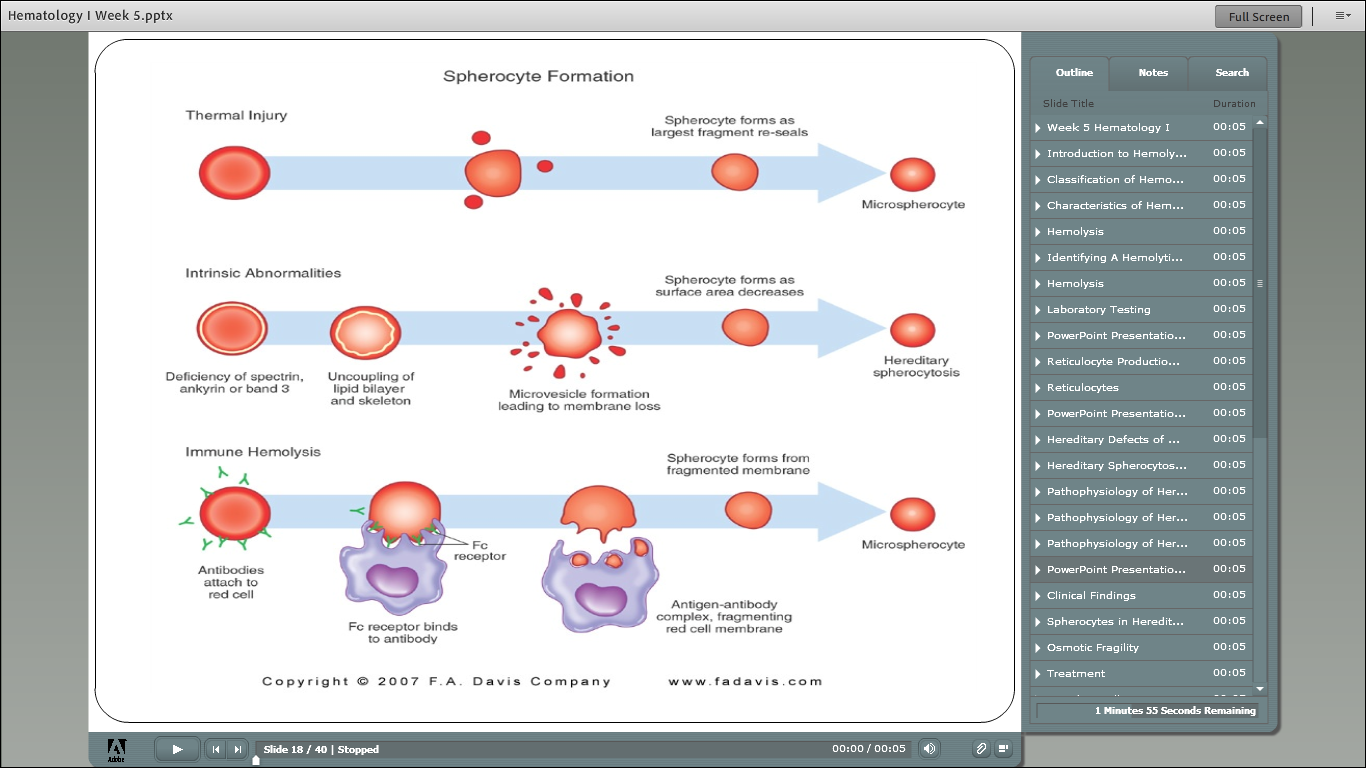 Hematology I Week 5.pptx
Full Screen
Spherocyte Formation
Thermal Injury
Spherocyte forms as
largest fragment re-seals
Microspherocyte
Intrinsic Abnormalities
Spherocyte forms as
surface area decreases
Deficiency of spectrin,
ankyrin or band 3
Uncoupling of
lipid bilayer
and skeleton
Microvesicle formation
leading to membrane loss
Hereditary
spherocytosis
Immune Hemolysis
Spherocyte forms from
fragmented membrane
Fc
receptor
Microspherocyte
Antibodies
attach to
red cell
Fc receptor binds
to antibody
Antigen-antibody
complex, fragmenting
red cell membrane
Copyright © 2007 F.A. Davis Company www.fadavis.com
Outline Notes Search
Slide Title Duration
Week 5 Hematology I 00:05
Introduction to Hemoly... 00:05
Classification of Hemo... 00:05
Characteristics of Hem... 00:05
Hemolysis 00:05
Identifying A Hemolyti... 00:05
Hemolysis 00:05
Laboratory Testing 00:05
PowerPoint Presentatio... 00:05
Reticulocyte Productio... 00:05
Reticulocytes 00:05
PowerPoint Presentatio... 00:05
Hereditary Defects of ... 00:05
Hereditary Spherocytos... 00:05
Pathophysiology of Her... 00:05
Pathophysiology of Her... 00:05
Pathophysiology of Her... 00:05
PowerPoint Presentatio... 00:05
Clinical Findings 00:05
Spherocytes in Heredit... 00:05
Osmotic Fragility 00:05
Treatment 00:05
1 Minutes 55 Seconds Remaining
Adobe
Slide 18 / 40 | Stopped
00:00 / 00:05